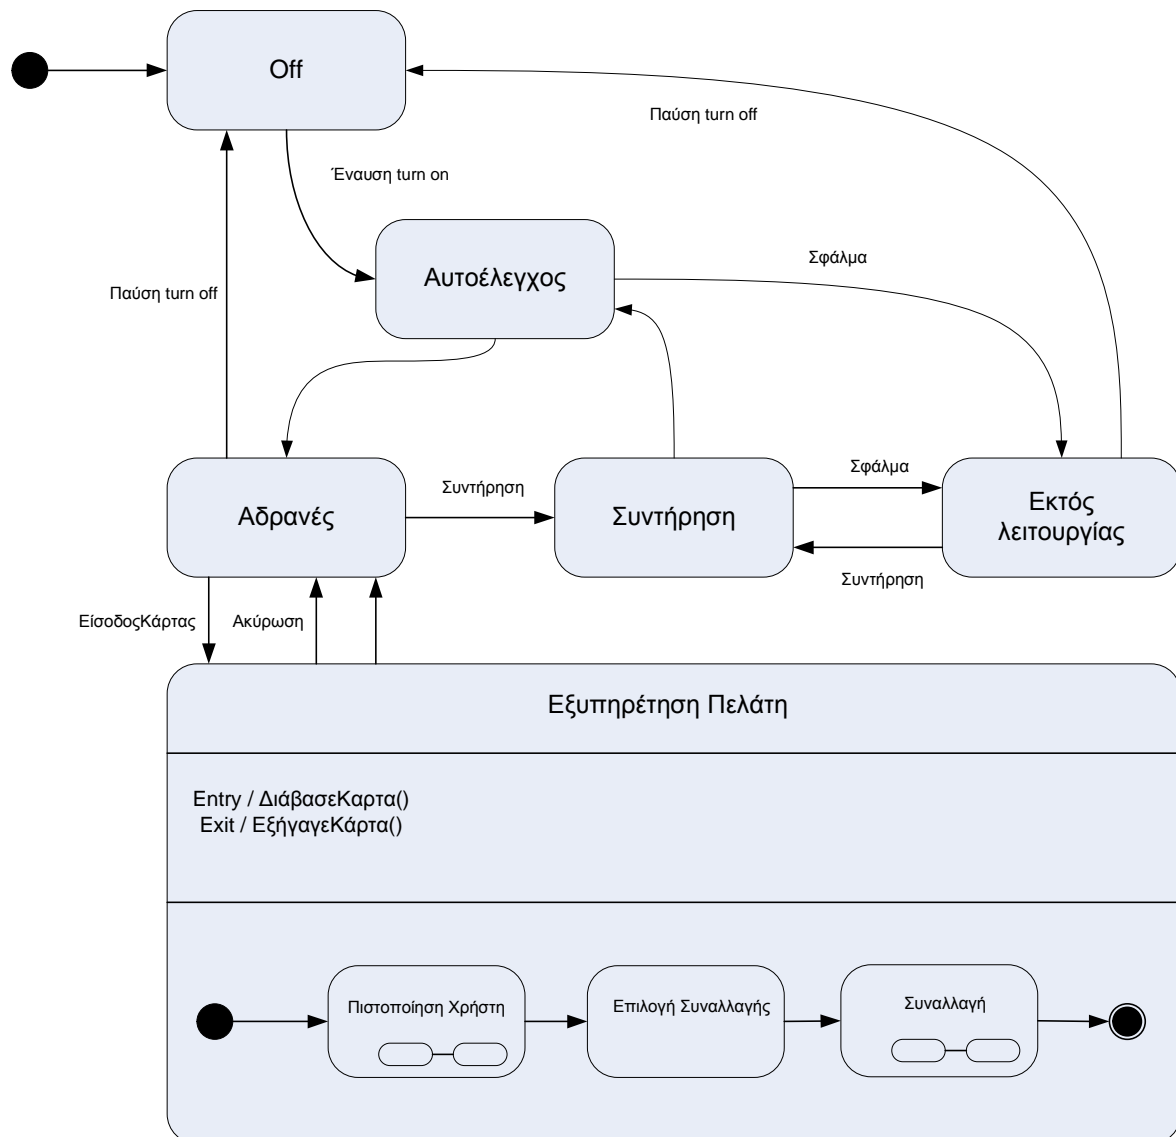 Off
Παύση turn off
Έναυση turn on
Αυτοέλεγχος
Σφάλμα
Παύση turn off
Αδρανές
Συντήρηση
Συντήρηση
Σφάλμα
Εκτός
λειτουργίας
Συντήρηση
ΕίσοδοςΚάρτας
Ακύρωση
Εξυπηρέτηση Πελάτη
Entry / ΔιάβασεΚαρτα()
Exit / ΕξήγαγεΚάρτα()
Πιστοποίηση Χρήστη
Επιλογή Συναλλαγής
Συναλλαγή